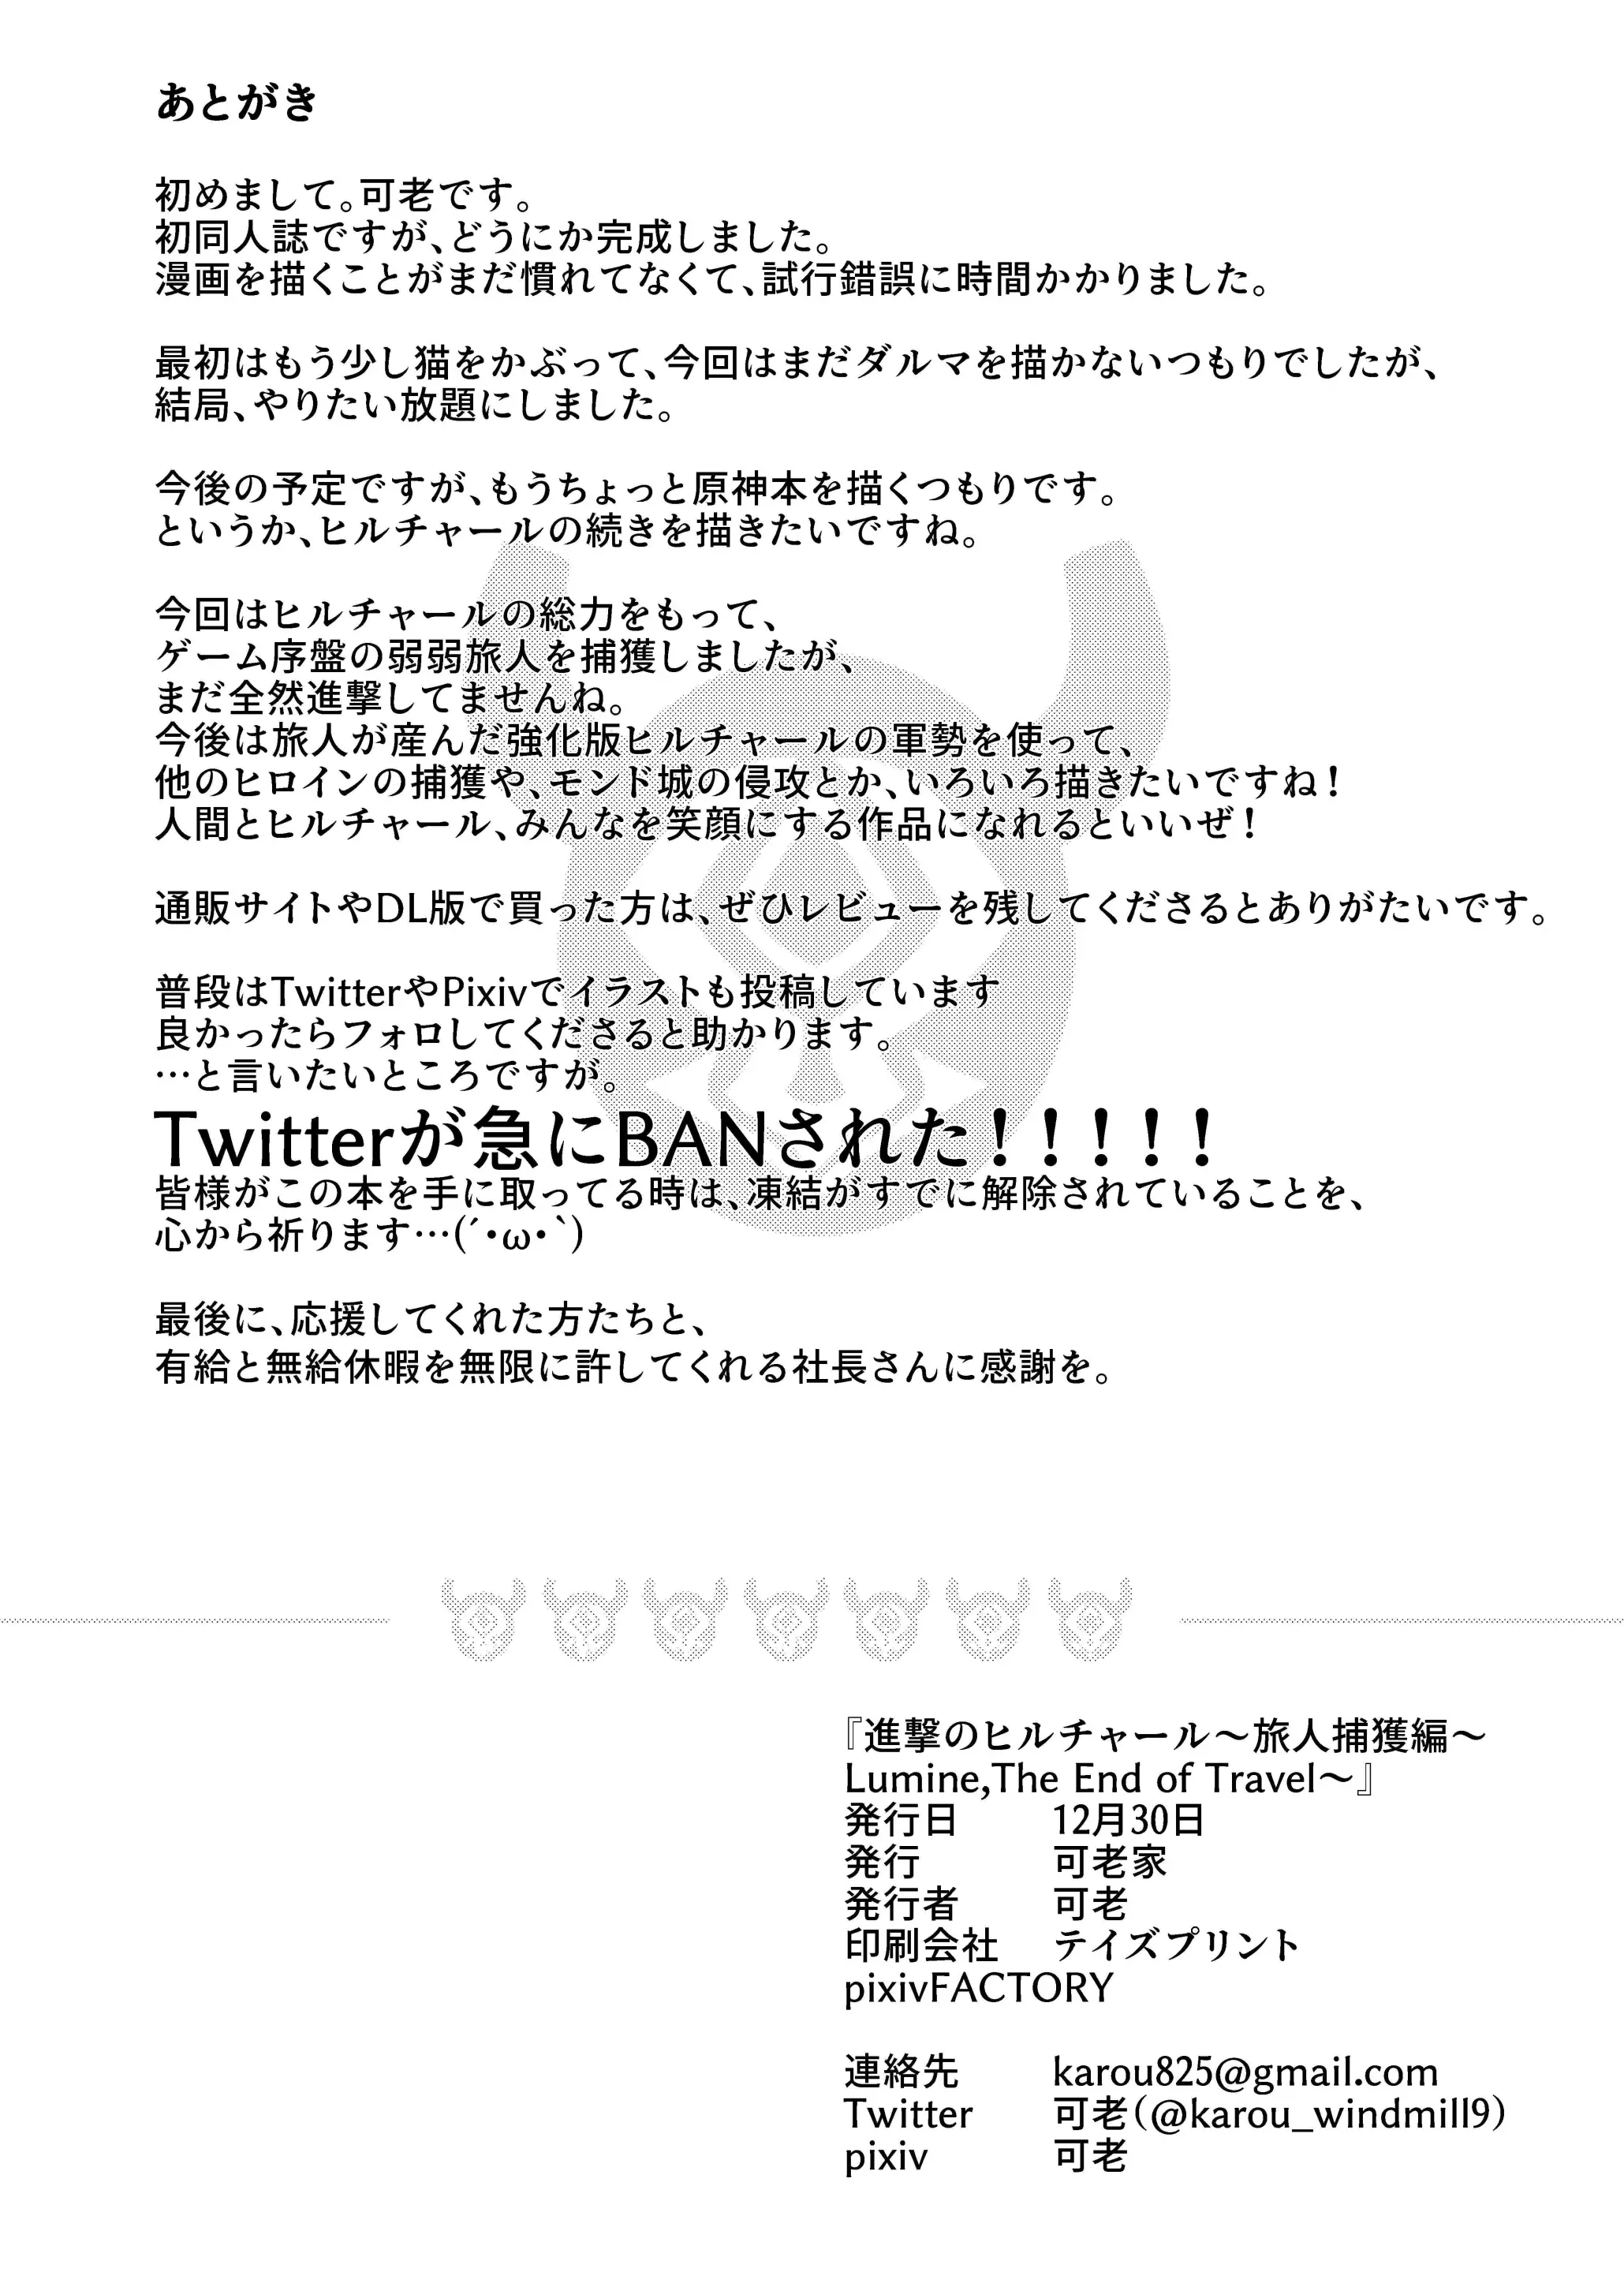 あとがき
初めまして。可老です。
初同人誌ですが、どうにか完成しました。
漫画を描くことがまだ慣れてなくて、試行錯誤に時間かかりました。
最初はもう少し猫をかぶって、今回はまだダルマを描かないつもりでしたが、
結局、やりたい放題にしました。
今後の予定ですが、もうちょっと原神本を描くつもりです。
というか、ヒルチャールの続きを描きたいですね。
今回はヒルチャールの総力をもって、
ゲーム序盤の弱弱旅人を捕獲しましたが、
まだ全然進撃してませんね。
今後は旅人が産んだ強化版ヒルチャールの軍勢を使って、
他のヒロインの捕獲や、モンド城の侵攻とか、いろいろ描きたいですね！
人間とヒルチャール、みんなを笑顔にする作品になれるといいぜ！
通販サイトやDL版で買った方は、ぜひレビューを残してくださるとありがたいです。
普段はTwitterやPixivでイラストも投稿しています
良かったらフォロしてくださると助かります。
…と言いたいところですが。
Twitterが急にBANされた！！！！！
皆様がこの本を手に取ってる時は、凍結がすでに解除されていることを、
心から祈ります…(´・ω・`)
最後に、応援してくれた方たちと、
有給と無給休暇を無限に許してくれる社長さんに感謝を。
『進撃のヒルチャール～旅人捕獲編～
Lumine,The End of Travel～』
発行日 12月30日
発行 可老家
発行者 可老
印刷会社 テイズプリント
pixivFACTORY
連絡先 karou825@gmail.com
Twitter 可老（@karou_windmill9）
pixiv 可老